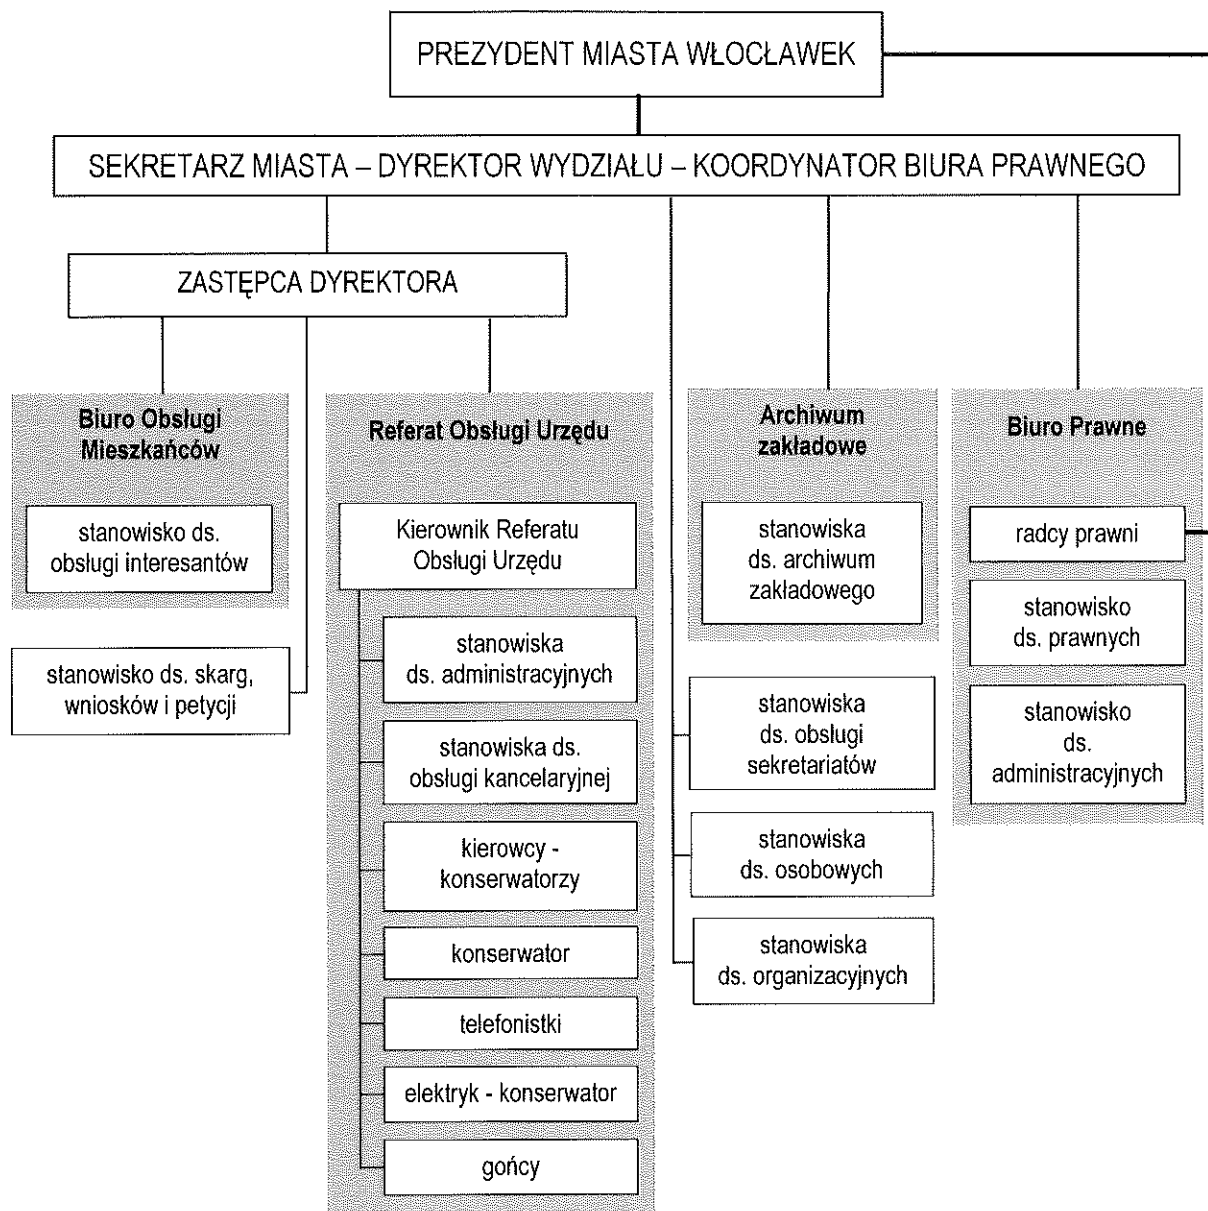 PREZYDENT MIASTA WŁOCŁAWEK
SEKRETARZ MIASTA – DYREKTOR WYDZIAŁU – KOORDYNATOR BIURA PRAWNEGO
ZASTĘPCA DYREKTORA
Biuro Obsługi
Mieszkańców
stanowisko ds.
obsługi interesantów
stanowisko ds. skarg,
wniosków i petycji
Referat Obsługi Urzędu
Kierownik Referatu
Obsługi Urzędu
stanowiska
ds. administracyjnych
stanowiska ds.
obsługi kancelaryjnej
kierowcy -
konserwatorzy
konserwator
telefonistki
elektryk - konserwator
gońcy
Archiwum
zakładowe
stanowiska
ds. archiwum
zakładowego
stanowiska
ds. obsługi
sekretariatów
stanowiska
ds. osobowych
stanowiska
ds. organizacyjnych
Biuro Prawne
radcy prawni
stanowisko
ds. prawnych
stanowisko
ds.
administracyjnych